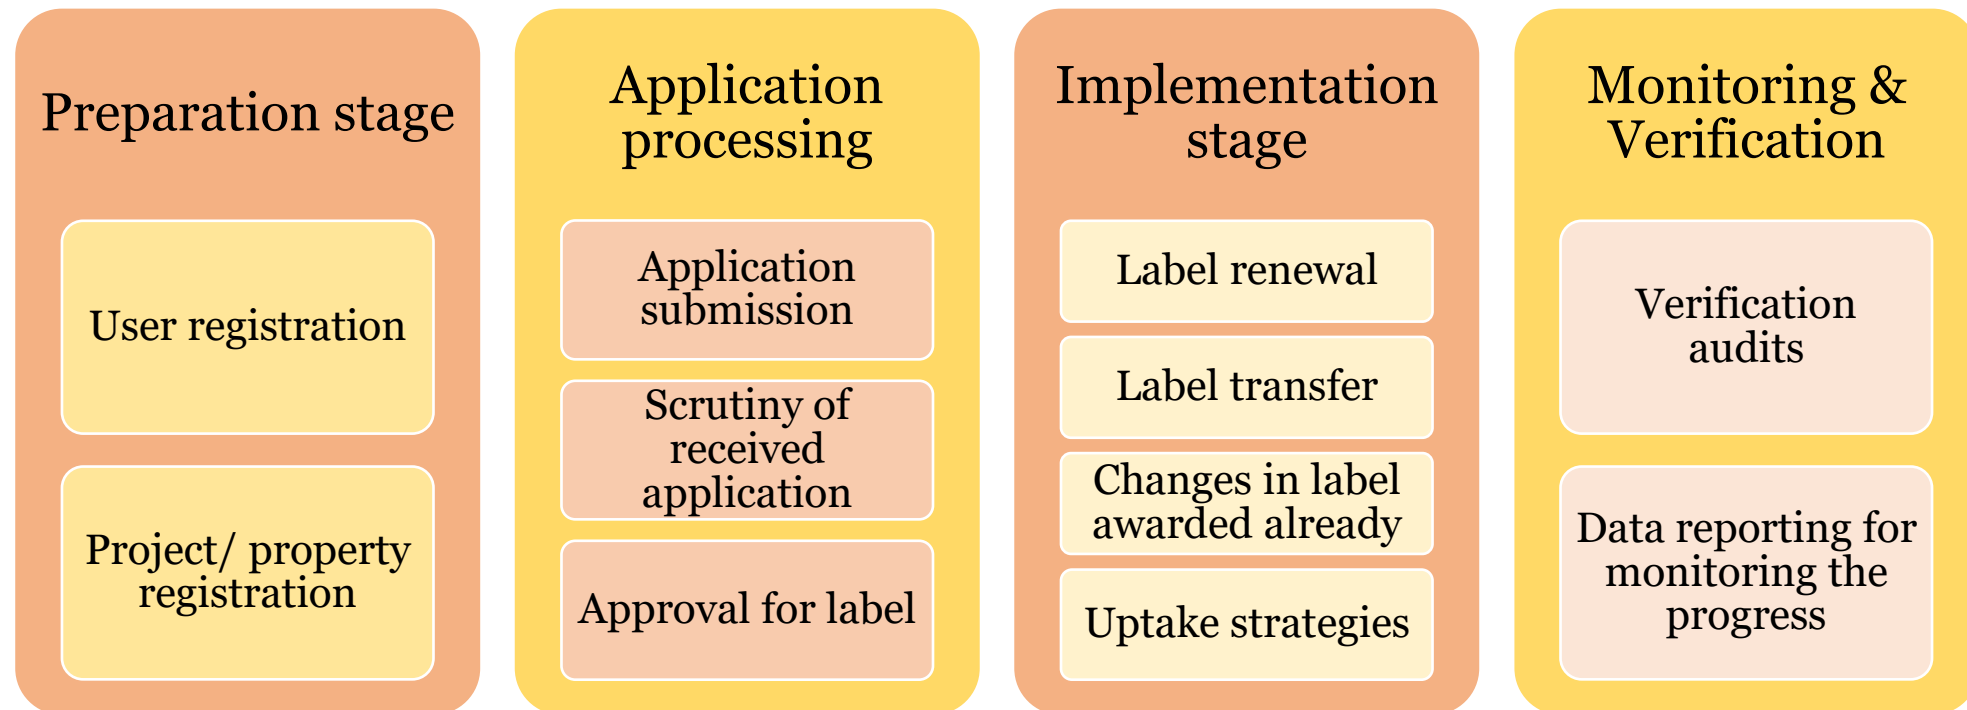 Preparation stage
User registration
Project/ property
registration
Application
processing
Application
submission
Scrutiny of
received
application
Approval for label
Implementation
stage
Label renewal
Label transfer
Changes in label
awarded already
Uptake strategies
Monitoring &
Verification
Verification
audits
Data reporting for
monitoring the
progress